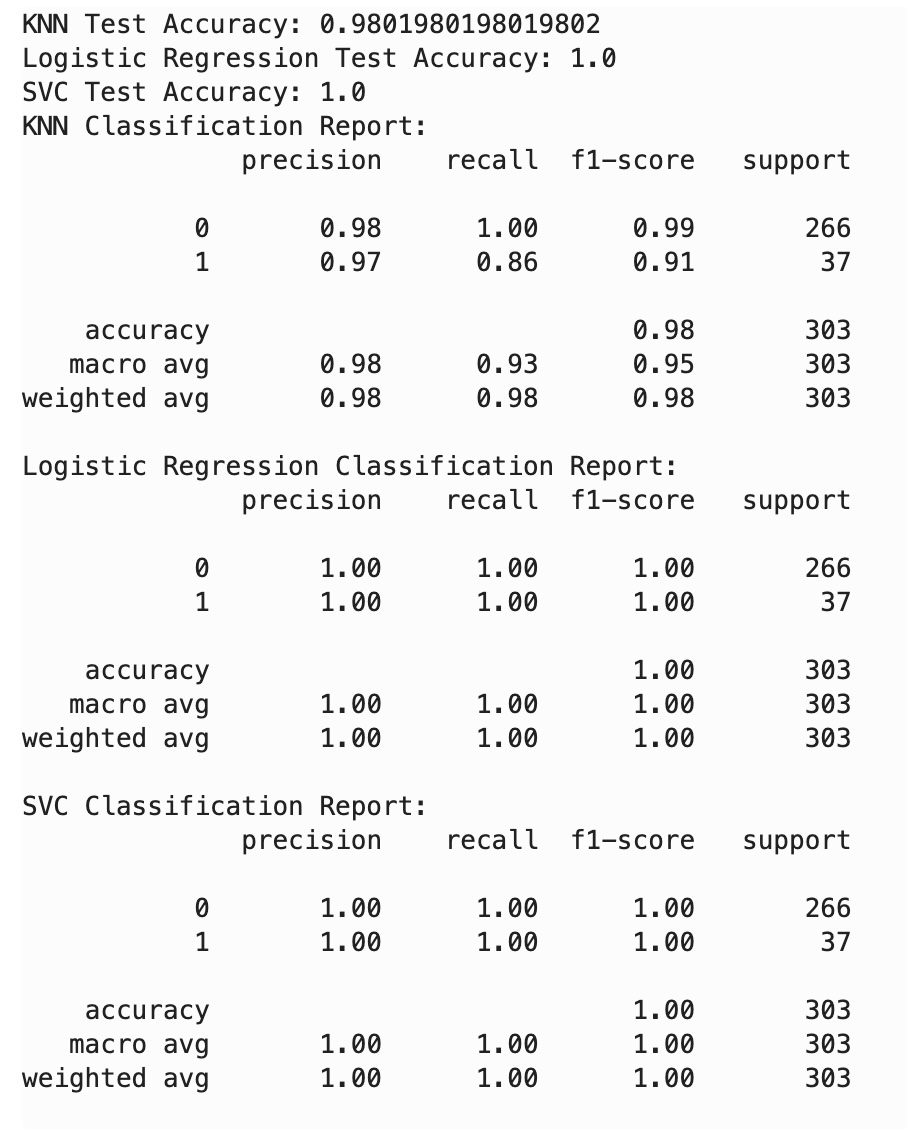 KNN Test Accuracy: 0.9801980198019802
Logistic Regression Test Accuracy: 1.0
SVC Test Accuracy: 1.0
KNN Classification Report:
              precision    recall  f1-score   support

           0       0.98      1.00      0.99       266
           1       0.97      0.86      0.91        37

    accuracy                           0.98       303
   macro avg       0.98      0.93      0.95       303
weighted avg       0.98      0.98      0.98       303

Logistic Regression Classification Report:
              precision    recall  f1-score   support

           0       1.00      1.00      1.00       266
           1       1.00      1.00      1.00        37

    accuracy                           1.00       303
   macro avg       1.00      1.00      1.00       303
weighted avg       1.00      1.00      1.00       303

SVC Classification Report:
              precision    recall  f1-score   support

           0       1.00      1.00      1.00       266
           1       1.00      1.00      1.00        37

    accuracy                           1.00       303
   macro avg       1.00      1.00      1.00       303
weighted avg       1.00      1.00      1.00       303